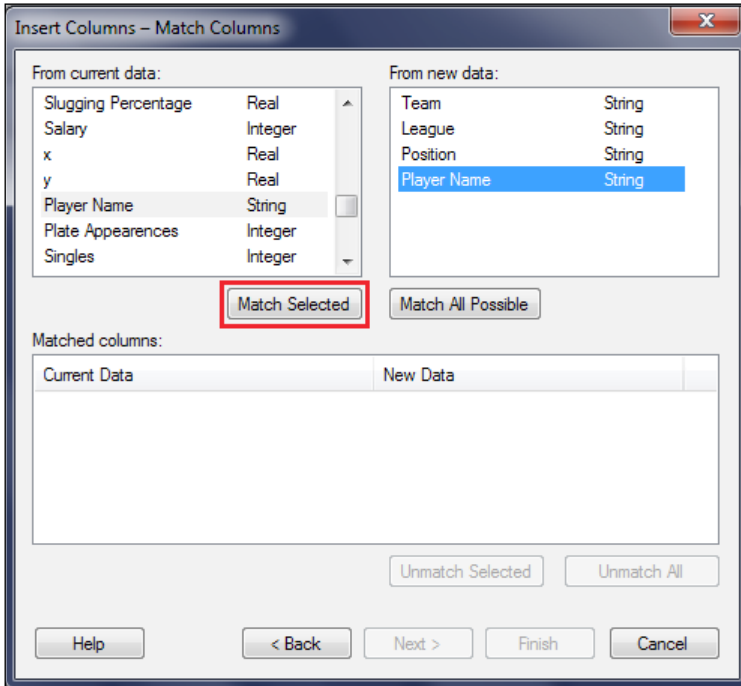 Insert Columns – Match Columns
X
From current data:
Slugging Percentage Real
Salary Integer
x Real
y Real
Player Name String
Plate Appearences Integer
Singles Integer
From new data:
Team String
League String
Position String
Player Name String
Match Selected
Match All Possible
Matched columns:
Current Data New Data
Unmatch Selected Unmatch All
Help < Back Next > Finish Cancel